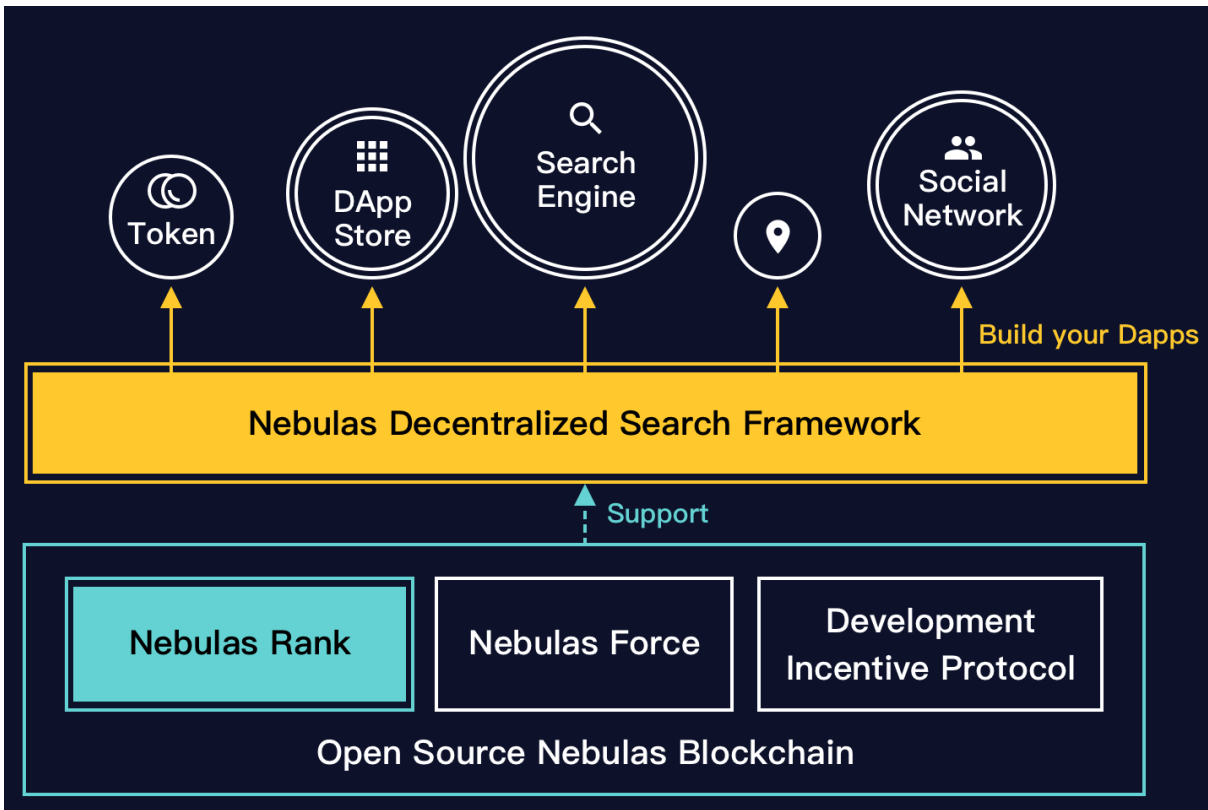 Token
DApp
Store
Search
Engine
Social
Network
Build your Dapps
Nebulas Decentralized Search Framework
Support
Nebulas Rank
Nebulas Force
Development
Incentive Protocol
Open Source Nebulas Blockchain